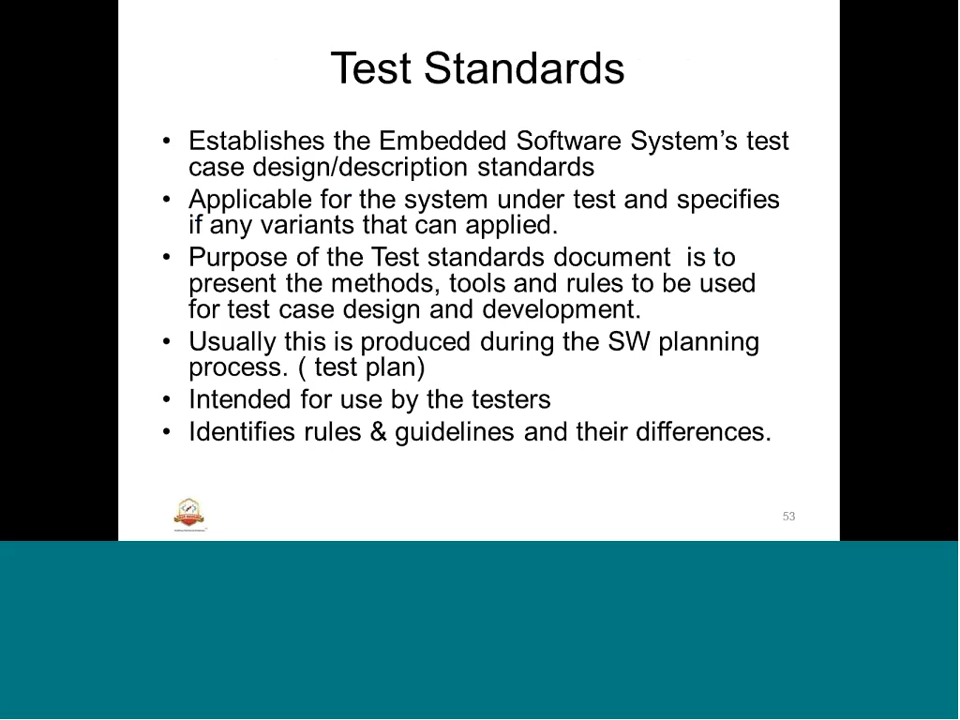 Test Standards
• Establishes the Embedded Software System’s test
case design/description standards
• Applicable for the system under test and specifies
if any variants that can applied.
• Purpose of the Test standards document  is to
present the methods, tools and rules to be used
for test case design and development.
• Usually this is produced during the SW planning
process. ( test plan)
• Intended for use by the testers
• Identifies rules & guidelines and their differences.
53